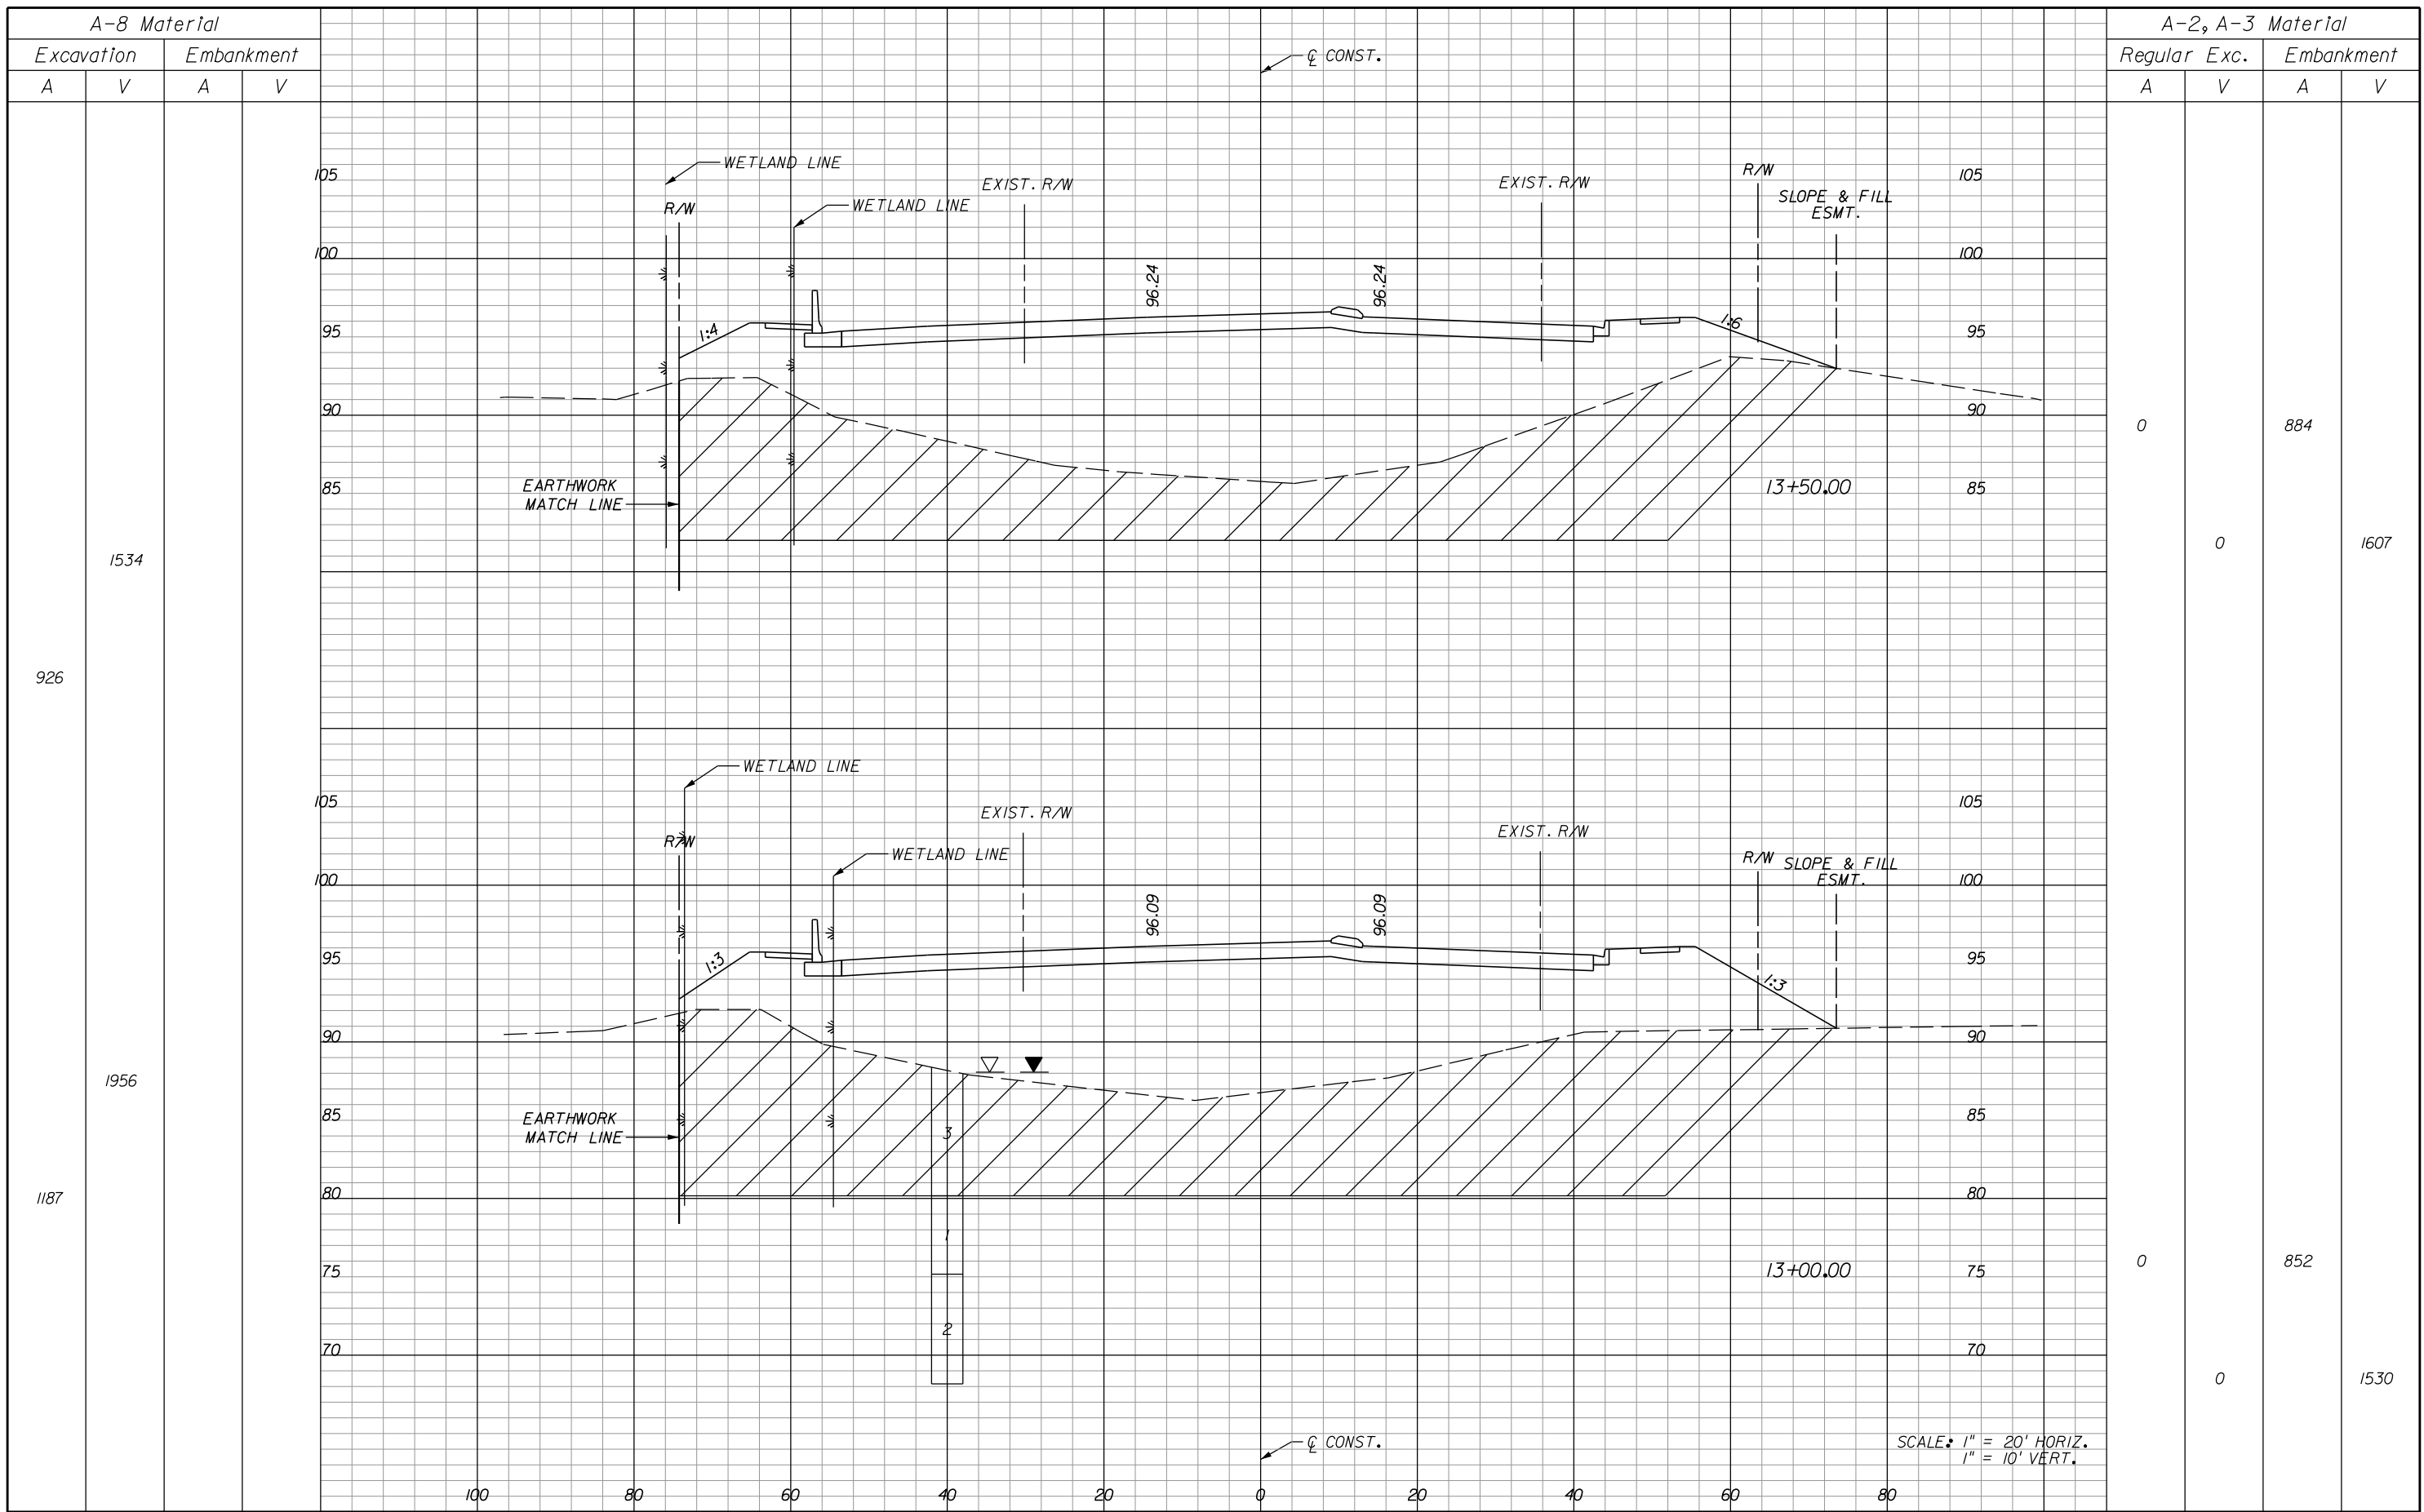 A-8 Material
Excavation Embankment
A V A V
A-2, A-3 Material
Regular Exc. Embankment
A V A V
℄ CONST.
WETLAND LINE
R/W
WETLAND LINE
EXIST. R/W
EXIST. R/W
R/W
SLOPE & FILL
ESMT.
105 105
100 100
96.24 96.24
1:4
1:6
95 95
90 90
0 884
EARTHWORK
MATCH LINE
85 13+50.00 85
1534
0 1607
926
WETLAND LINE
105 105
EXIST. R/W
EXIST. R/W
R/W
WETLAND LINE
R/W
SLOPE & FILL
ESMT.
100 100
96.09 96.09
1:3
1:3
95 95
90 90
1956
EARTHWORK
MATCH LINE
85 85
3
1187
80 80
1
75 13+00.00 75
0 852
2
70 70
0 1530
℄ CONST.
SCALE: 1" = 20' HORIZ.
1" = 10' VERT.
100 80 60 40 20 0 20 40 60 80